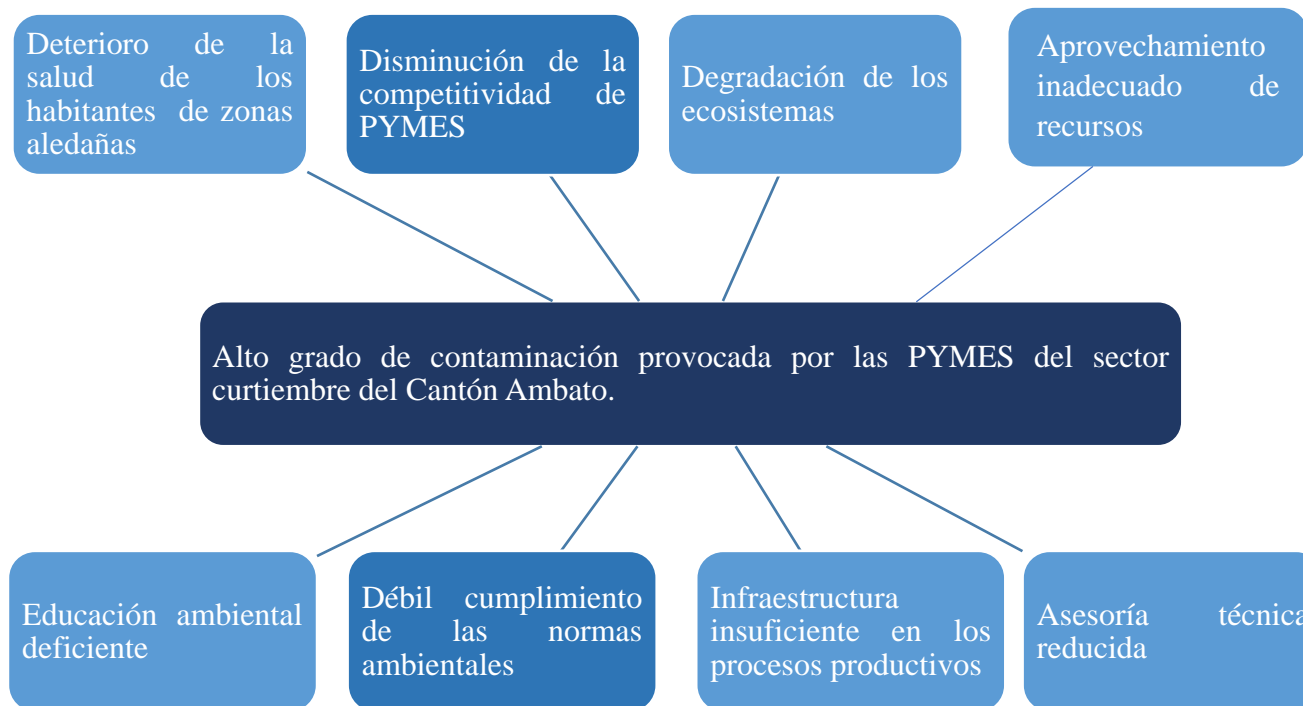 Deterioro de la
salud de los
habitantes de zonas
aledañas
Disminución de la
competitividad de
PYMES
Degradación de los
ecosistemas
Aprovechamiento
inadecuado de
recursos
Alto grado de contaminación provocada por las PYMES del sector
curtiembre del Cantón Ambato.
Educación ambiental
deficiente
Débil cumplimiento
de las normas
ambientales
Infraestructura
insuficiente en los
procesos productivos
Asesoría técnica
reducida